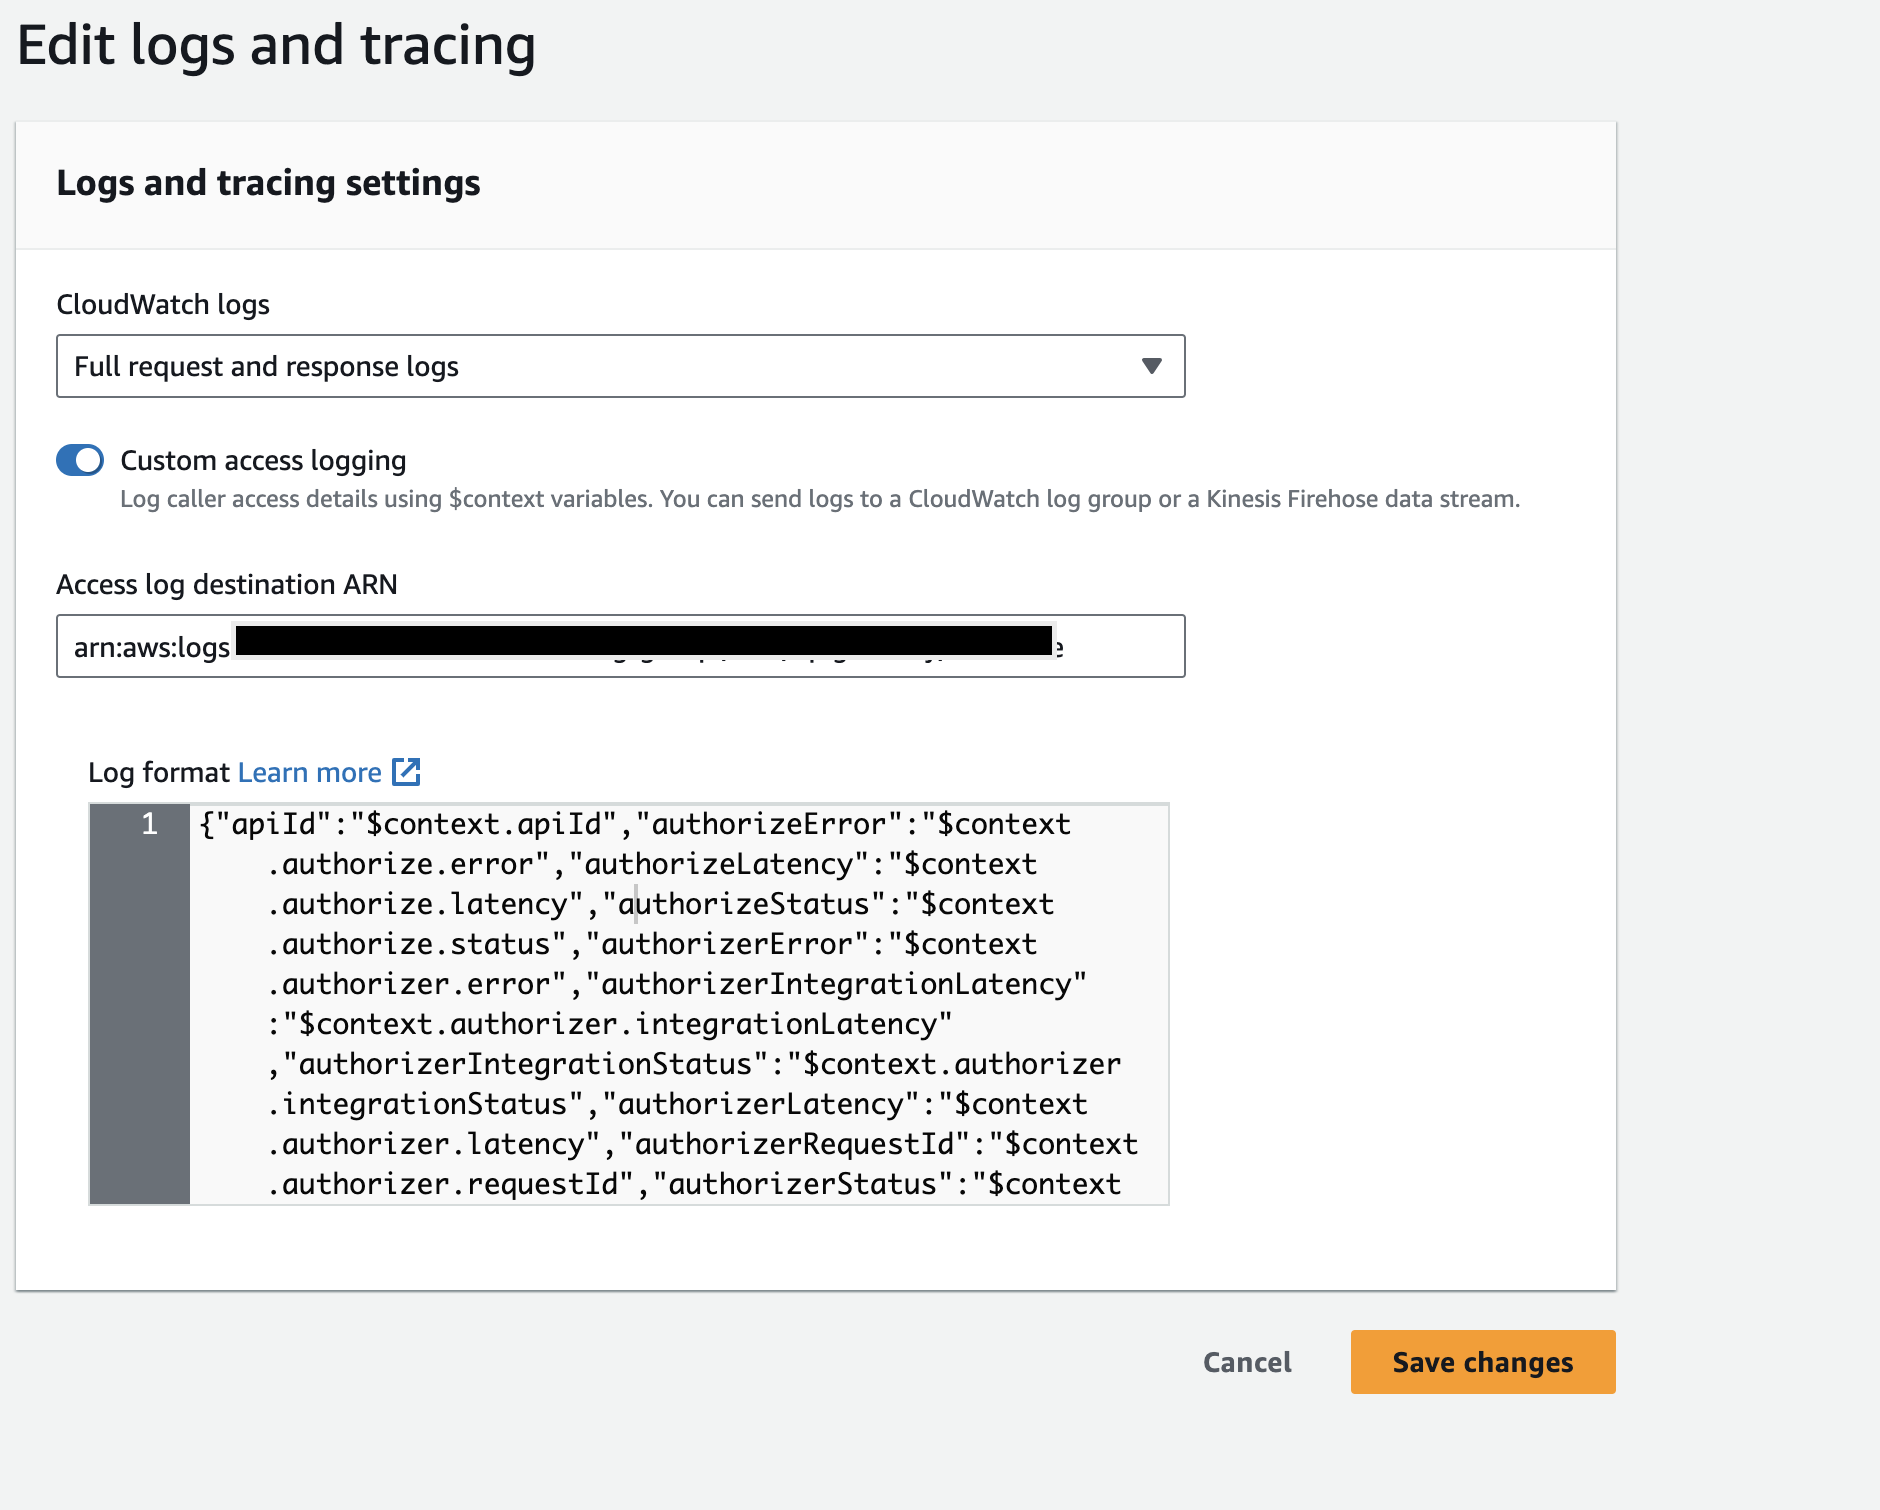 Edit logs and tracing
Logs and tracing settings
CloudWatch logs
Full request and response logs
Custom access logging
Log caller access details using $context variables. You can send logs to a CloudWatch log group or a Kinesis Firehose data stream.
Access log destination ARN
arn:aws:logs
Log format Learn more
1
{"apiId":"$context.apiId","authorizeError":"$context
.authorize.error","authorizeLatency":"$context
.authorize.latency","authorizeStatus":"$context
.authorize.status","authorizerError":"$context
.authorizer.error","authorizerIntegrationLatency"
:"$context.authorizer.integrationLatency"
,"authorizerIntegrationStatus":"$context.authorizer
.integrationStatus","authorizerLatency":"$context
.authorizer.latency","authorizerRequestId":"$context
.authorizer.requestId","authorizerStatus":"$context
Cancel
Save changes